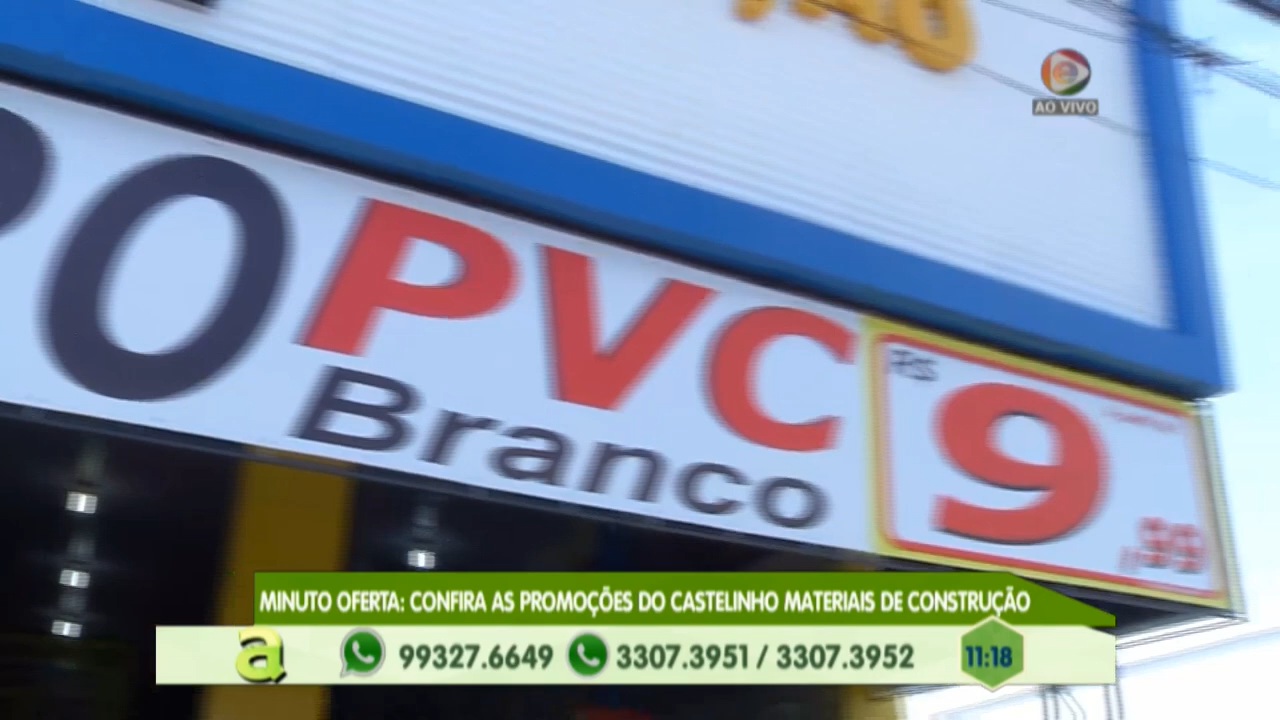 AO VIVO
PVC
Branco
R$ 9,99
MINUTO OFERTA: CONFIRA AS PROMOÇÕES DO CASTELINHO MATERIAIS DE CONSTRUÇÃO
a 99327.6649 3307.3951 / 3307.3952 11:18